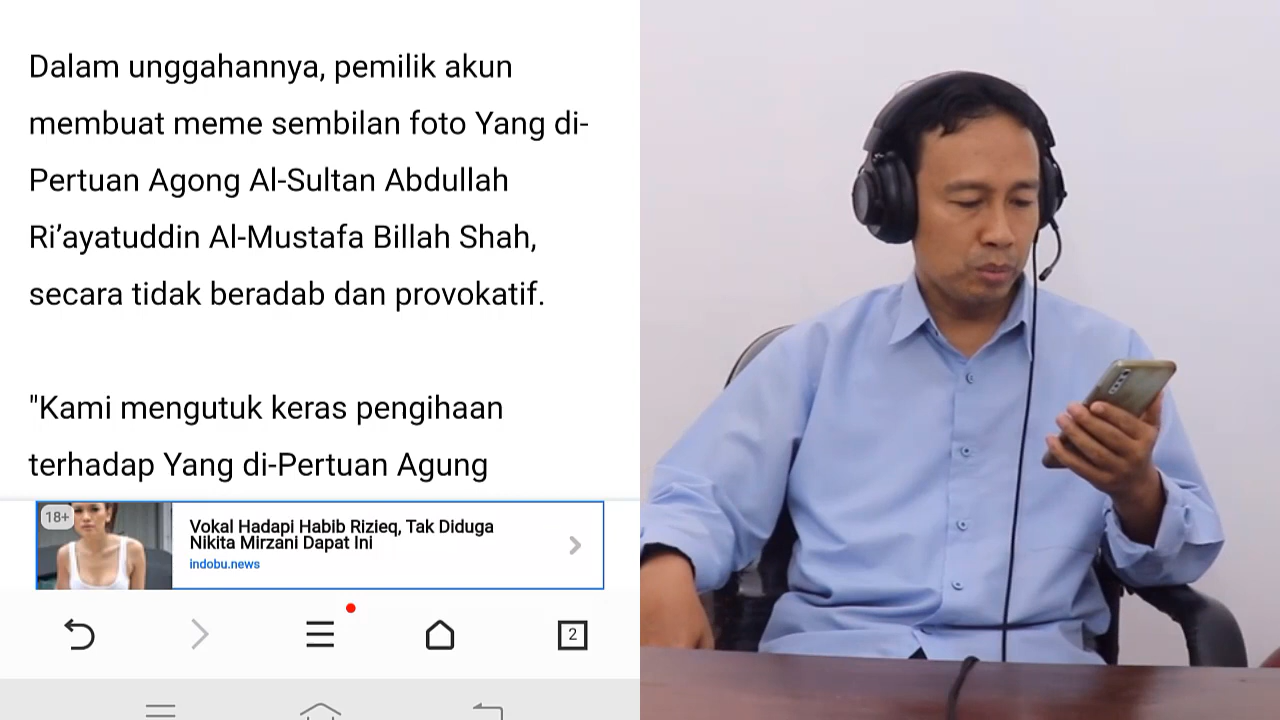 Dalam unggahannya, pemilik akun
membuat meme sembilan foto Yang di-
Pertuan Agong Al-Sultan Abdullah
Ri’ayatuddin Al-Mustafa Billah Shah,
secara tidak beradab dan provokatif.
"Kami mengutuk keras pengihaan
terhadap Yang di-Pertuan Agung
18+
Vokal Hadapi Habib Rizieq, Tak Diduga
Nikita Mirzani Dapat Ini
indobu.news
2